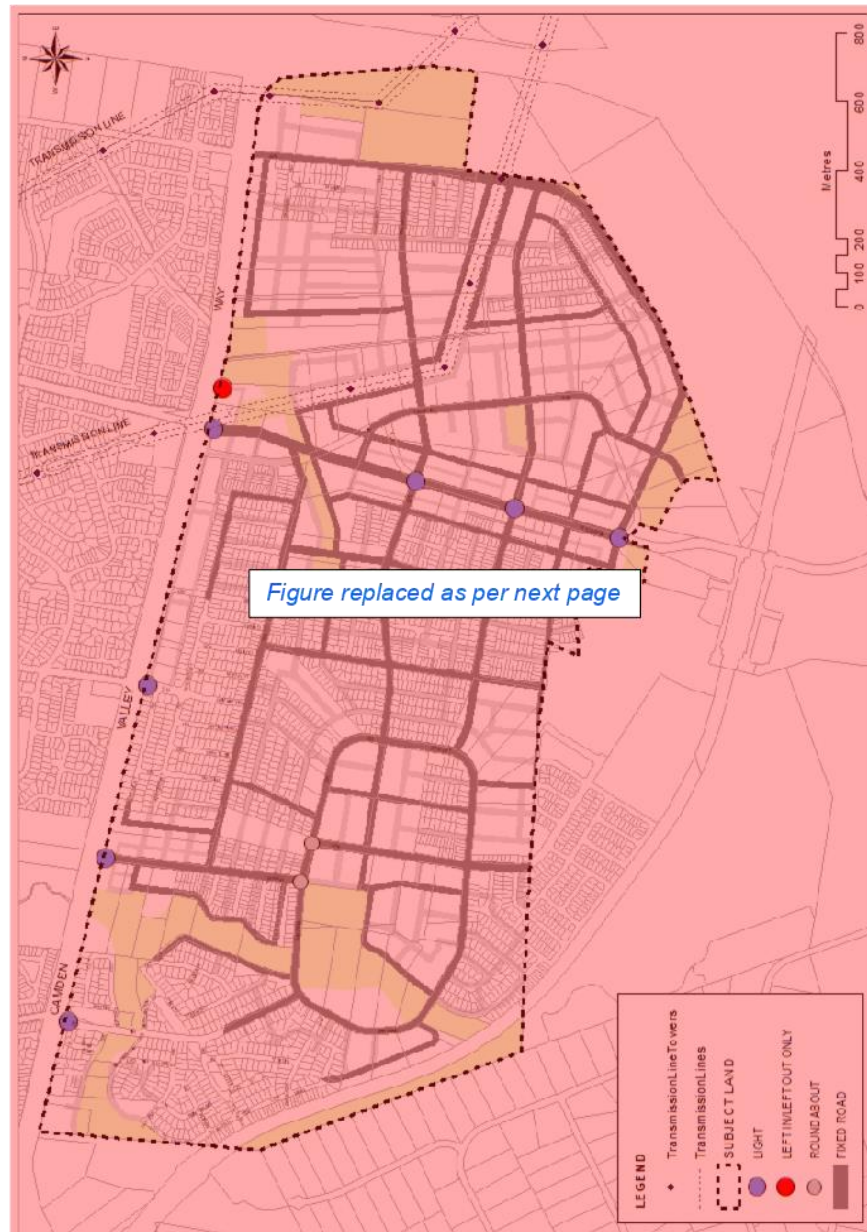 TRANSMISSION LINE
TRANSMISSION LINE
CAMDEN
VALLEY
WAY
Figure replaced as per next page
Metres
0 100 200 400 600 800
LEGEND
TransmissionLineTowers
TransmissionLines
SUBJECT LAND
LIGHT
LEFT IN/LEFT OUT ONLY
ROUNDABOUT
FIXED ROAD